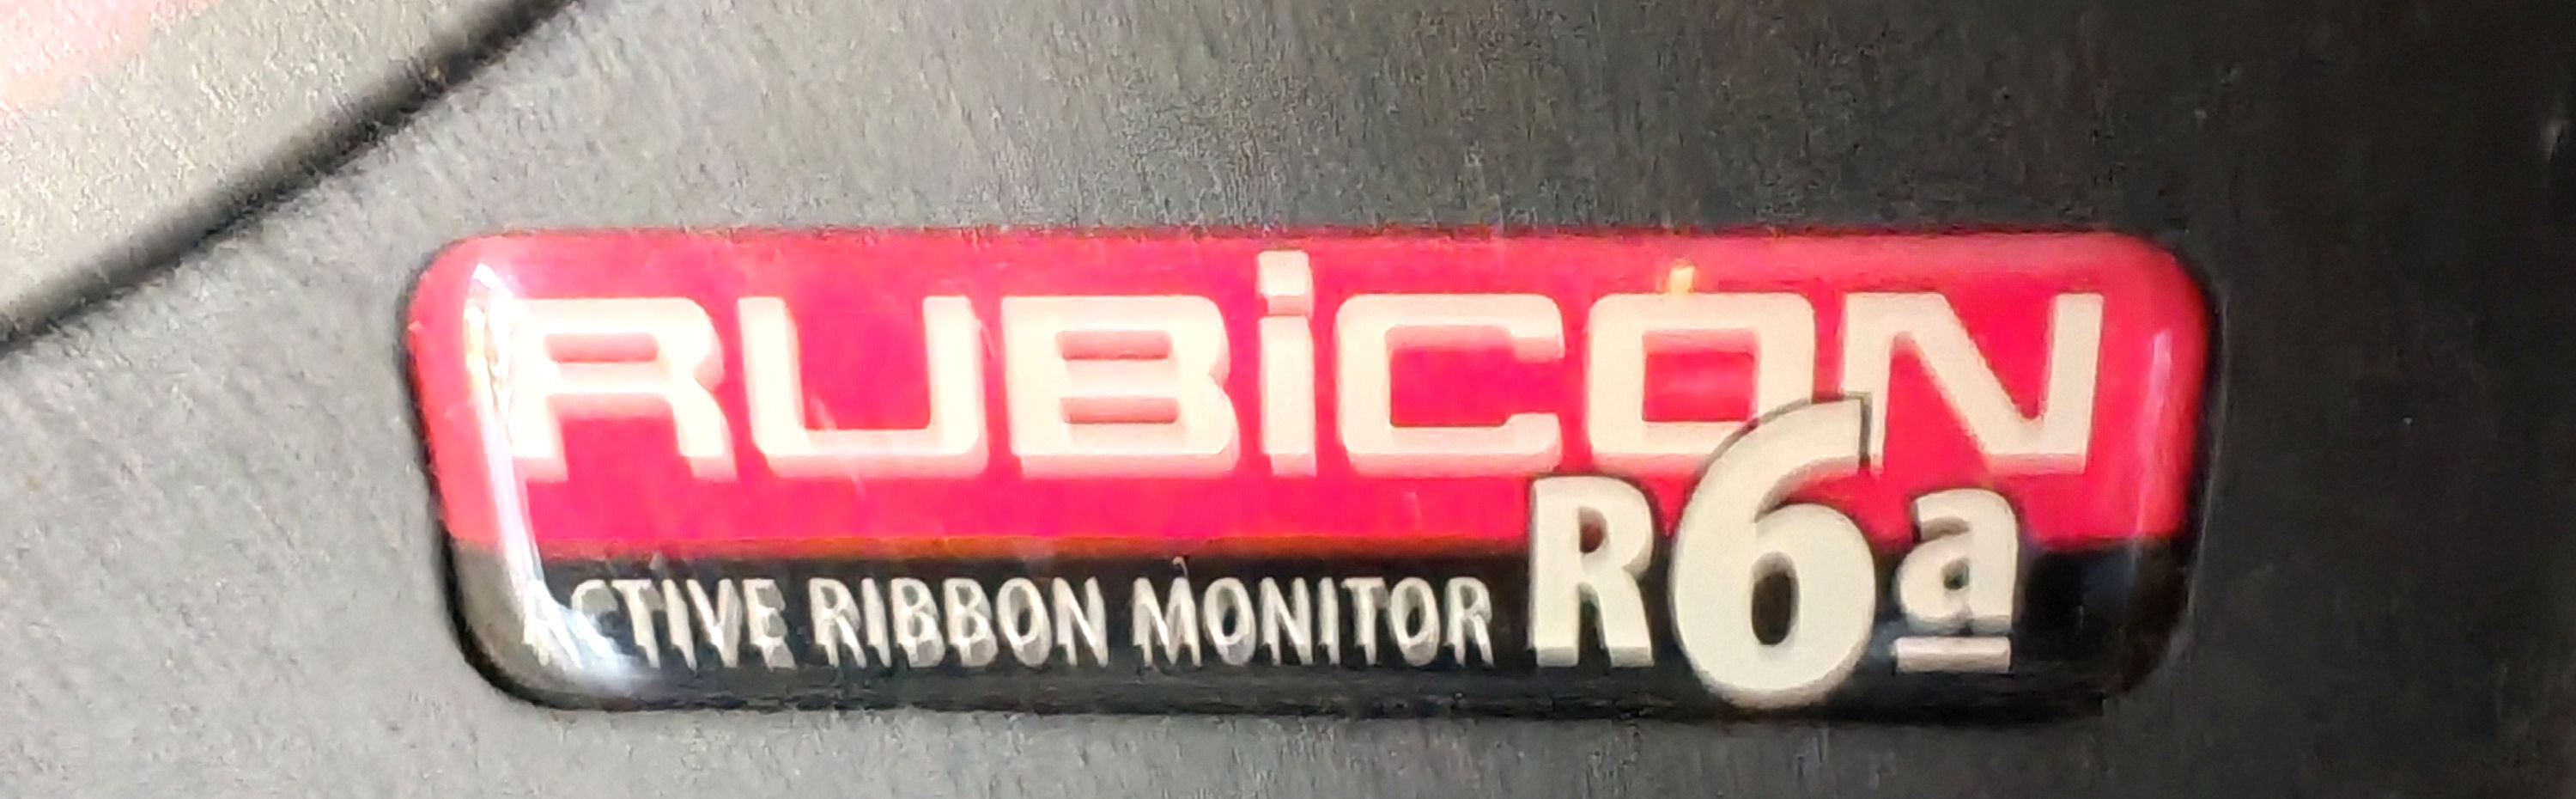 RUBiCON
ACTIVE RIBBON MONITOR R6a